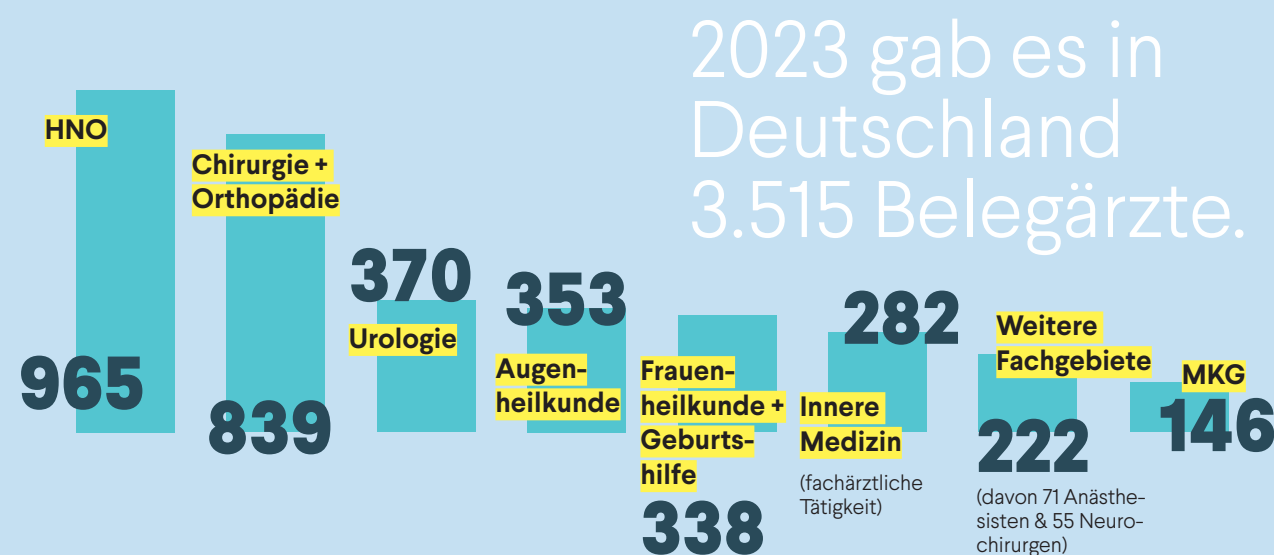 2023 gab es in
Deutschland
3.515 Belegärzte.
HNO
965
Chirurgie +
Orthopädie
839
370
Urologie
353
Augen-
heilkunde
Frauen-
heilkunde +
Geburts-
hilfe
338
282
Innere
Medizin
(fachärztliche
Tätigkeit)
Weitere
Fachgebiete
222
(davon 71 Anästhe-
sisten & 55 Neuro-
chirurgen)
MKG
146